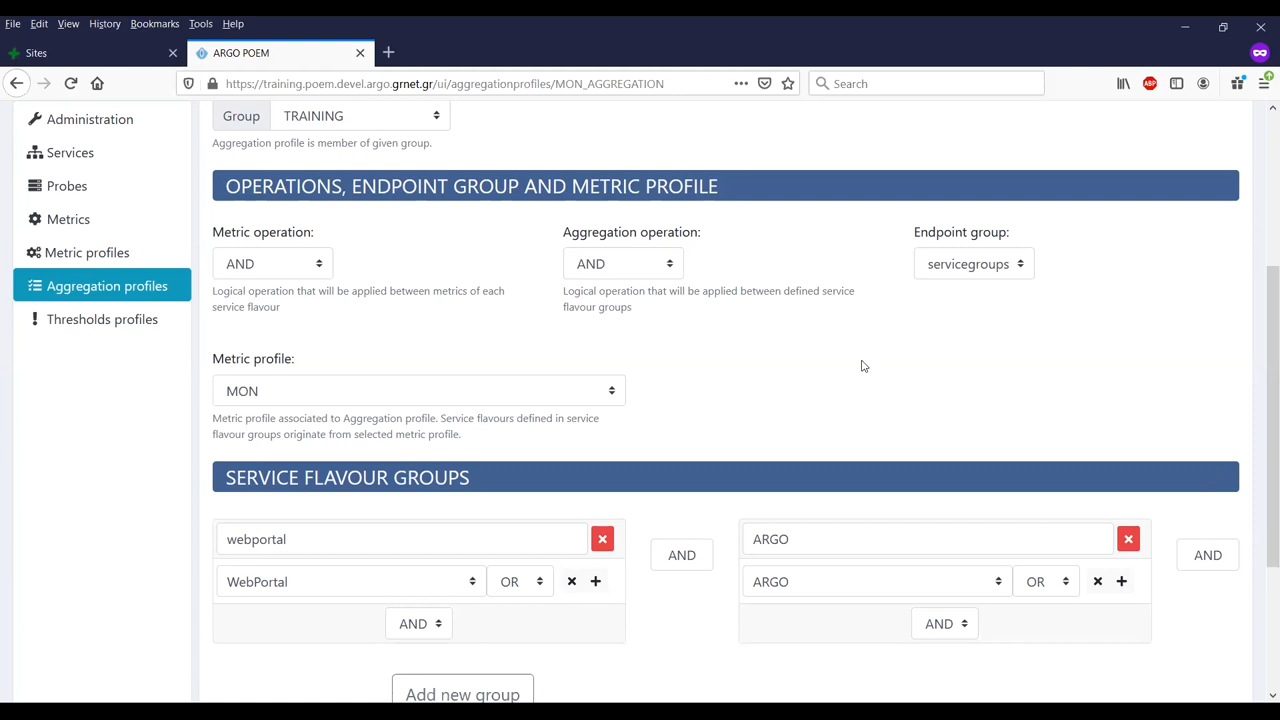 File Edit View History Bookmarks Tools Help
Sites
ARGO POEM
https://training.poem.devel.argo.grnet.gr/ui/aggregationprofiles/MON_AGGREGATION
Search
ABP
Administration
Services
Probes
Metrics
Metric profiles
Aggregation profiles
Thresholds profiles
Group TRAINING
Aggregation profile is member of given group.
OPERATIONS, ENDPOINT GROUP AND METRIC PROFILE
Metric operation: Aggregation operation: Endpoint group:
AND AND servicegroups
Logical operation that will be applied between metrics of each
service flavour
Logical operation that will be applied between defined service
flavour groups
Metric profile:
MON
Metric profile associated to Aggregation profile. Service flavours defined in service
flavour groups originate from selected metric profile.
SERVICE FLAVOUR GROUPS
webportal
WebPortal OR
AND
AND
ARGO
ARGO OR
AND
AND
Add new group